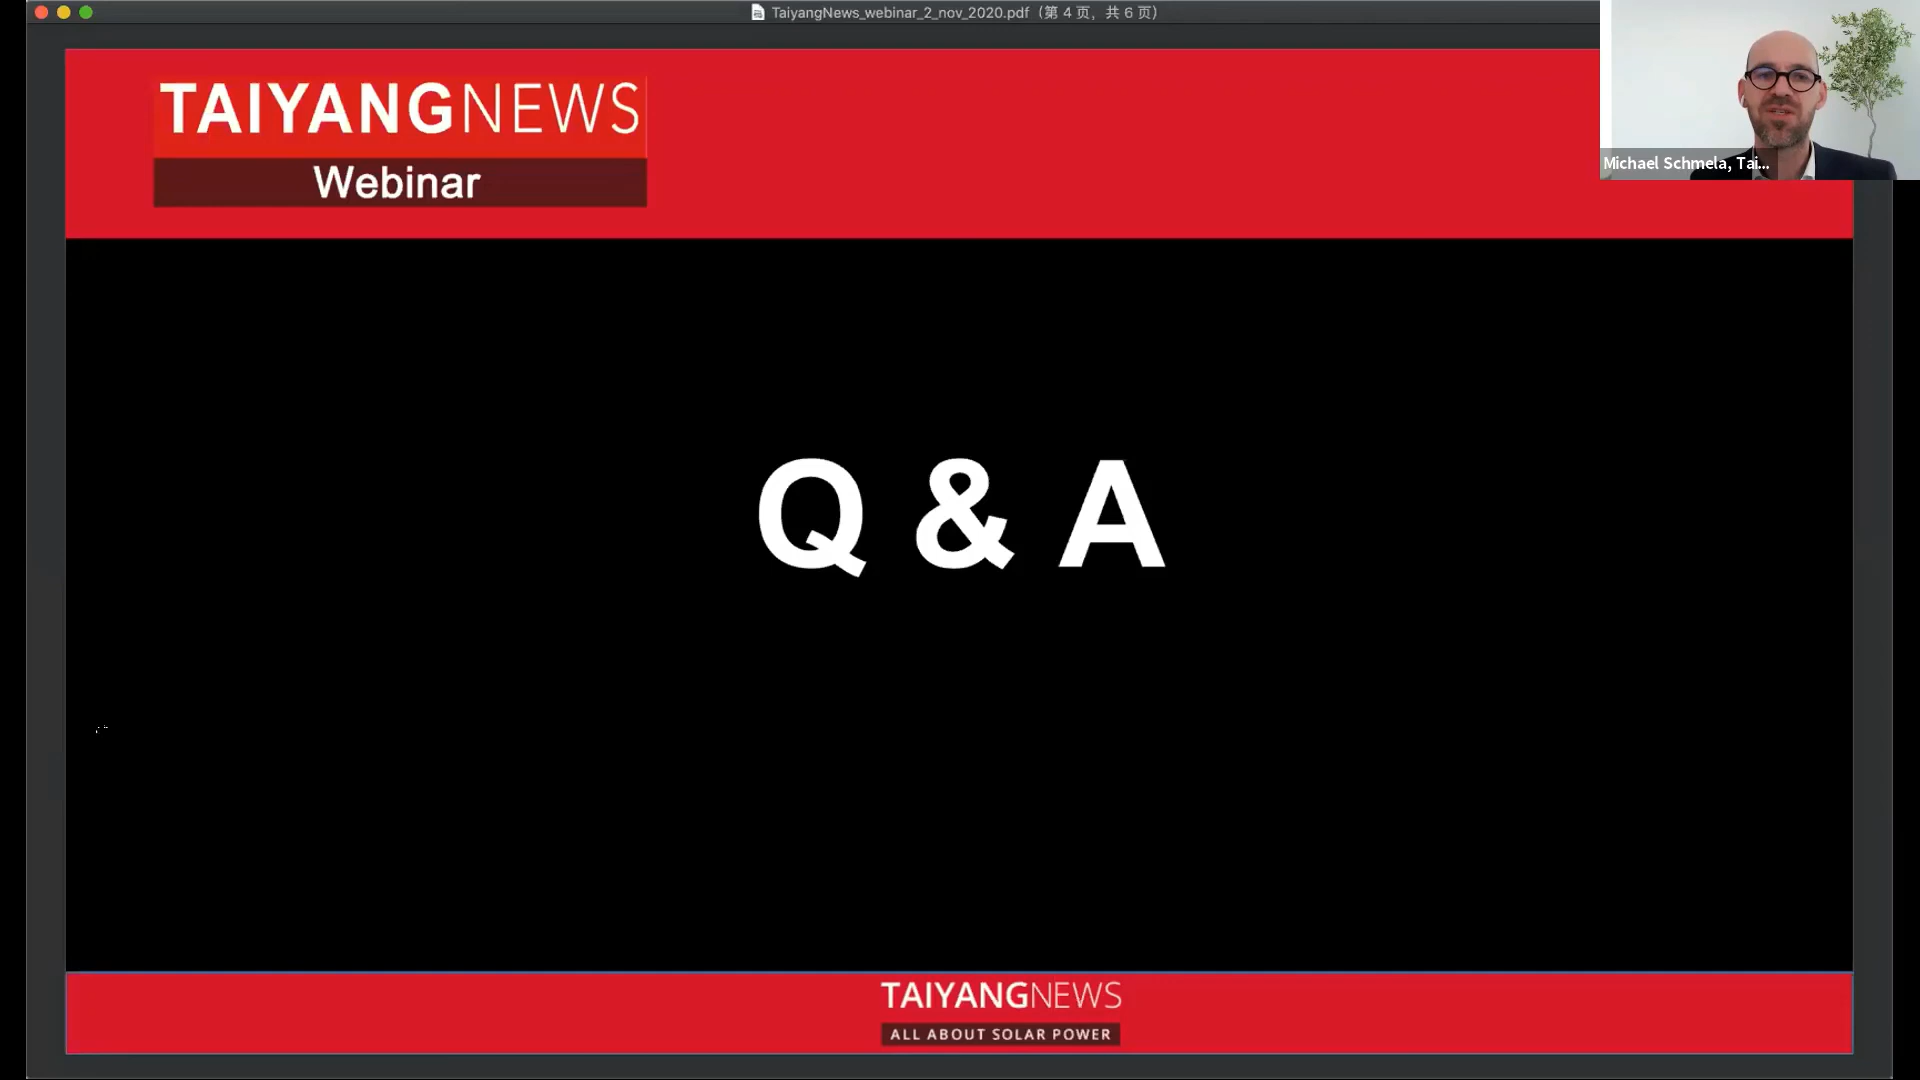 TaiyangNews_webinar_2_nov_2020.pdf（第 4 页，共 6 页）
TAIYANGNEWS
Webinar
Michael Schmela, Tai...
Q & A
TAIYANGNEWS
ALL ABOUT SOLAR POWER